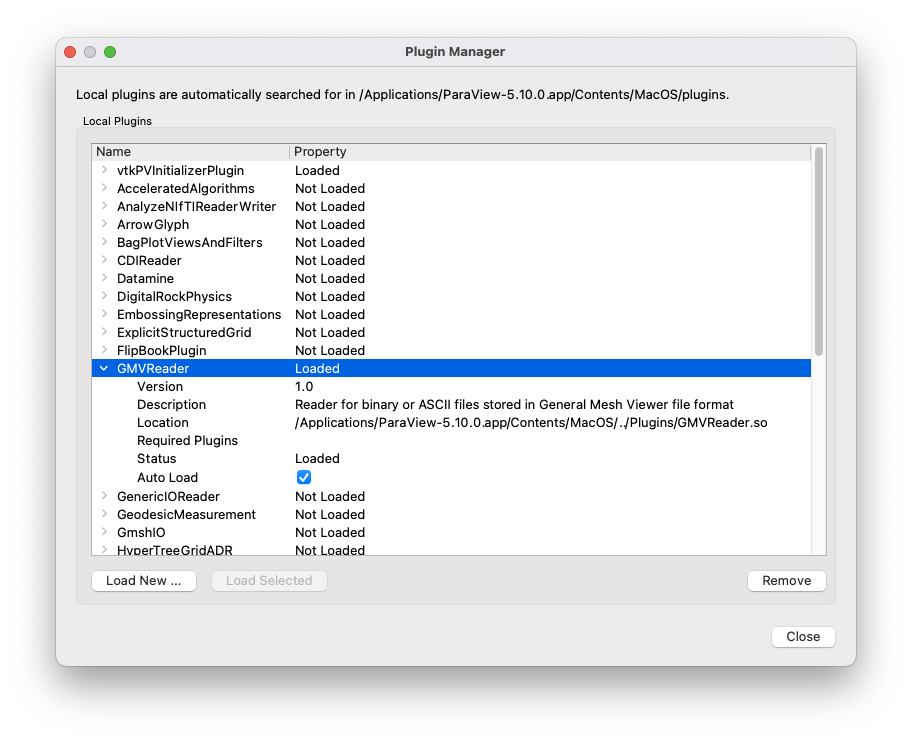 Plugin Manager
Local plugins are automatically searched for in /Applications/ParaView-5.10.0.app/Contents/MacOS/plugins.
Local Plugins
Name Property
vtkPVInitializerPlugin Loaded
AcceleratedAlgorithms Not Loaded
AnalyzeNIfTIReaderWriter Not Loaded
ArrowGlyph Not Loaded
BagPlotViewsAndFilters Not Loaded
CDIReader Not Loaded
Datamine Not Loaded
DigitalRockPhysics Not Loaded
EmbossingRepresentations Not Loaded
ExplicitStructuredGrid Not Loaded
FlipBookPlugin Not Loaded
GMVReader Loaded
Version 1.0
Description Reader for binary or ASCII files stored in General Mesh Viewer file format
Location /Applications/ParaView-5.10.0.app/Contents/MacOS/../Plugins/GMVReader.so
Required Plugins
Status Loaded
Auto Load
GenericIOReader Not Loaded
GeodesicMeasurement Not Loaded
GmshIO Not Loaded
HyperTreeGridADR Not Loaded
Load New ... Load Selected Remove
Close